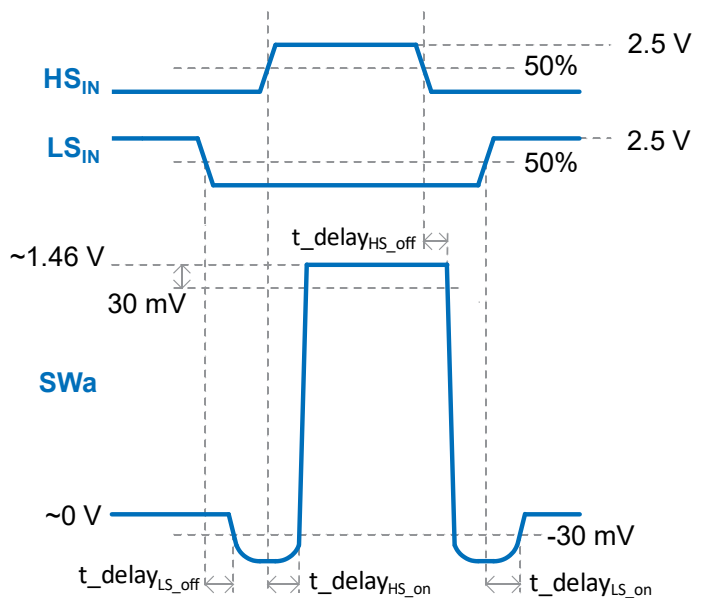 2.5 V
50%
HSIN
LSIN
2.5 V
50%
t_delayHS_off
~1.46 V
30 mV
SWa
~0 V
-30 mV
t_delayLS_off
t_delayHS_on
t_delayLS_on